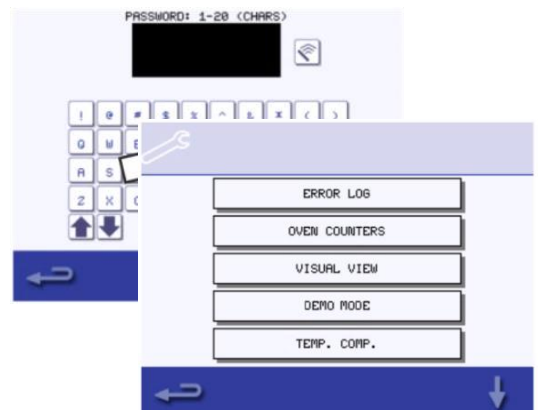 PASSWORD: 1-20 (CHARS)
! @ # $ % ^ & * ( )
Q W E
A S
Z X C
ERROR LOG
OVEN COUNTERS
VISUAL VIEW
DEMO MODE
TEMP. COMP.